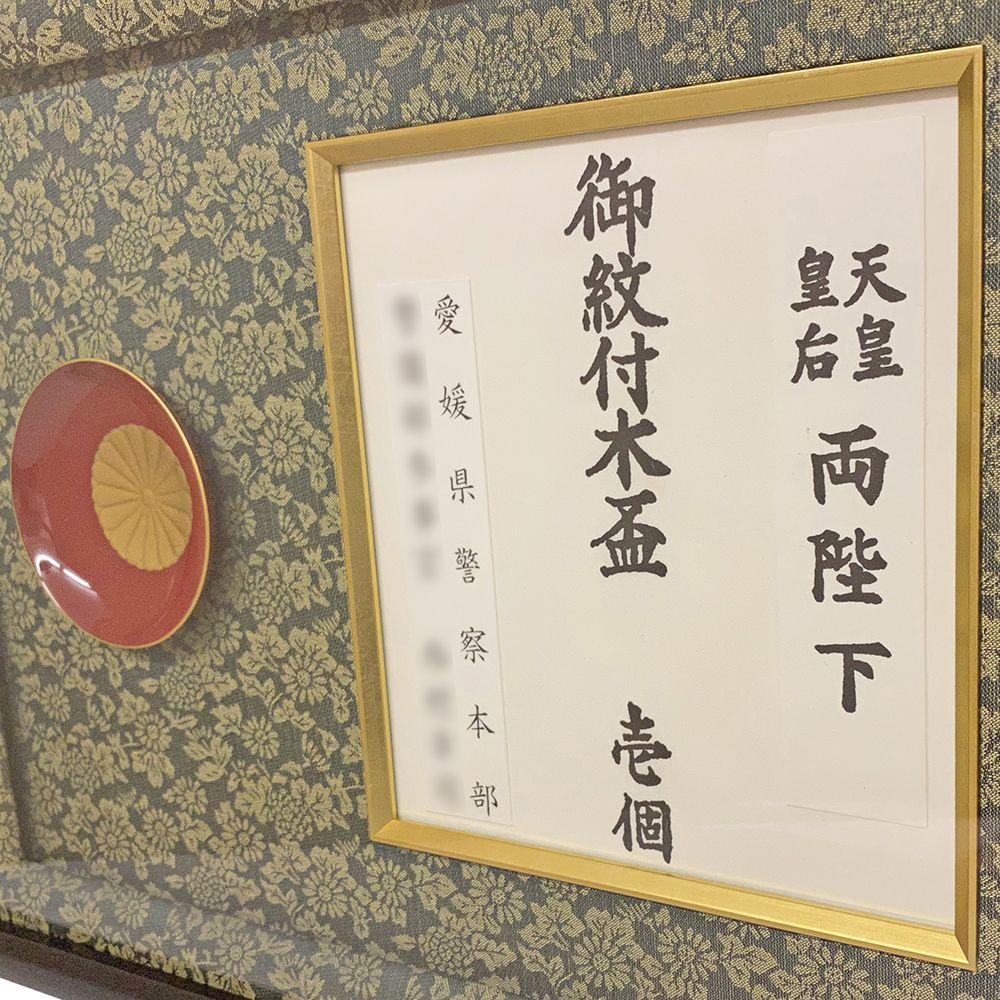 天皇
皇后
両陛下
御紋付木盃 壱個
愛媛県警察本部